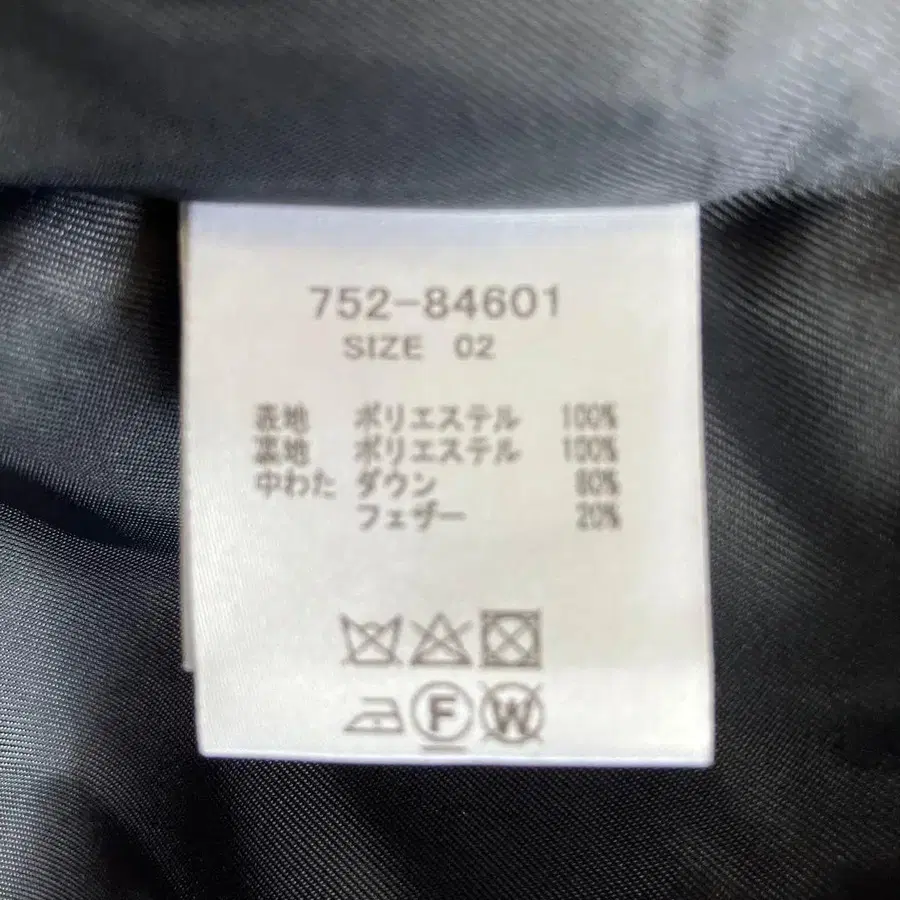 752-84601
SIZE 02
表地 ポリエステル 100%
裏地 ポリエステル 100%
中わた ダウン 80%
フェザー 20%
F W